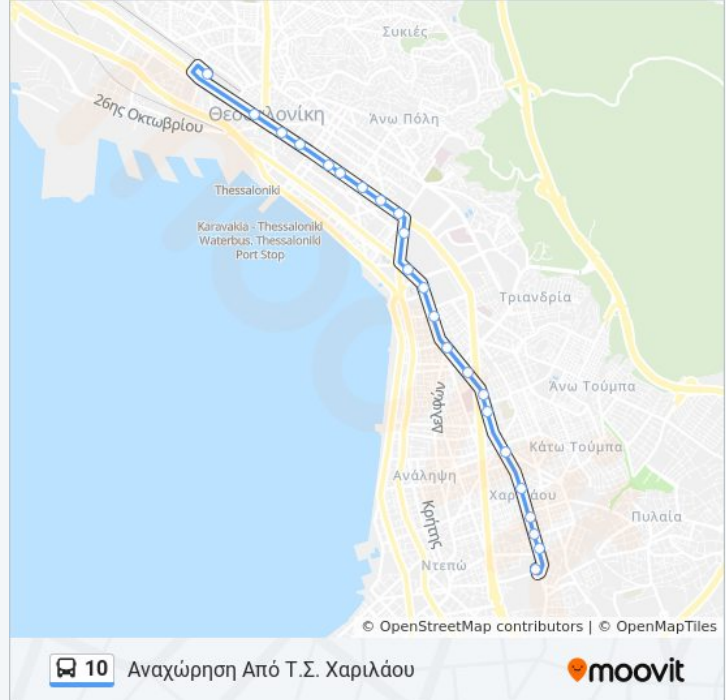 Συκιές
26ης Οκτωβρίου
Θεσσαλονίκη
Άνω Πόλη
Thessaloniki
Karavakia - Thessaloniki
Waterbus. Thessaloniki
Port Stop
Τριανδρία
Άνω Τούμπα
Δελφών
Κάτω Τούμπα
Ανάληψη
Χαριλάου
Κρήτης
Πυλαία
Ντεπώ
© OpenStreetMap contributors | © OpenMapTiles
10 Αναχώρηση Από Τ.Σ. Χαριλάου
moovit